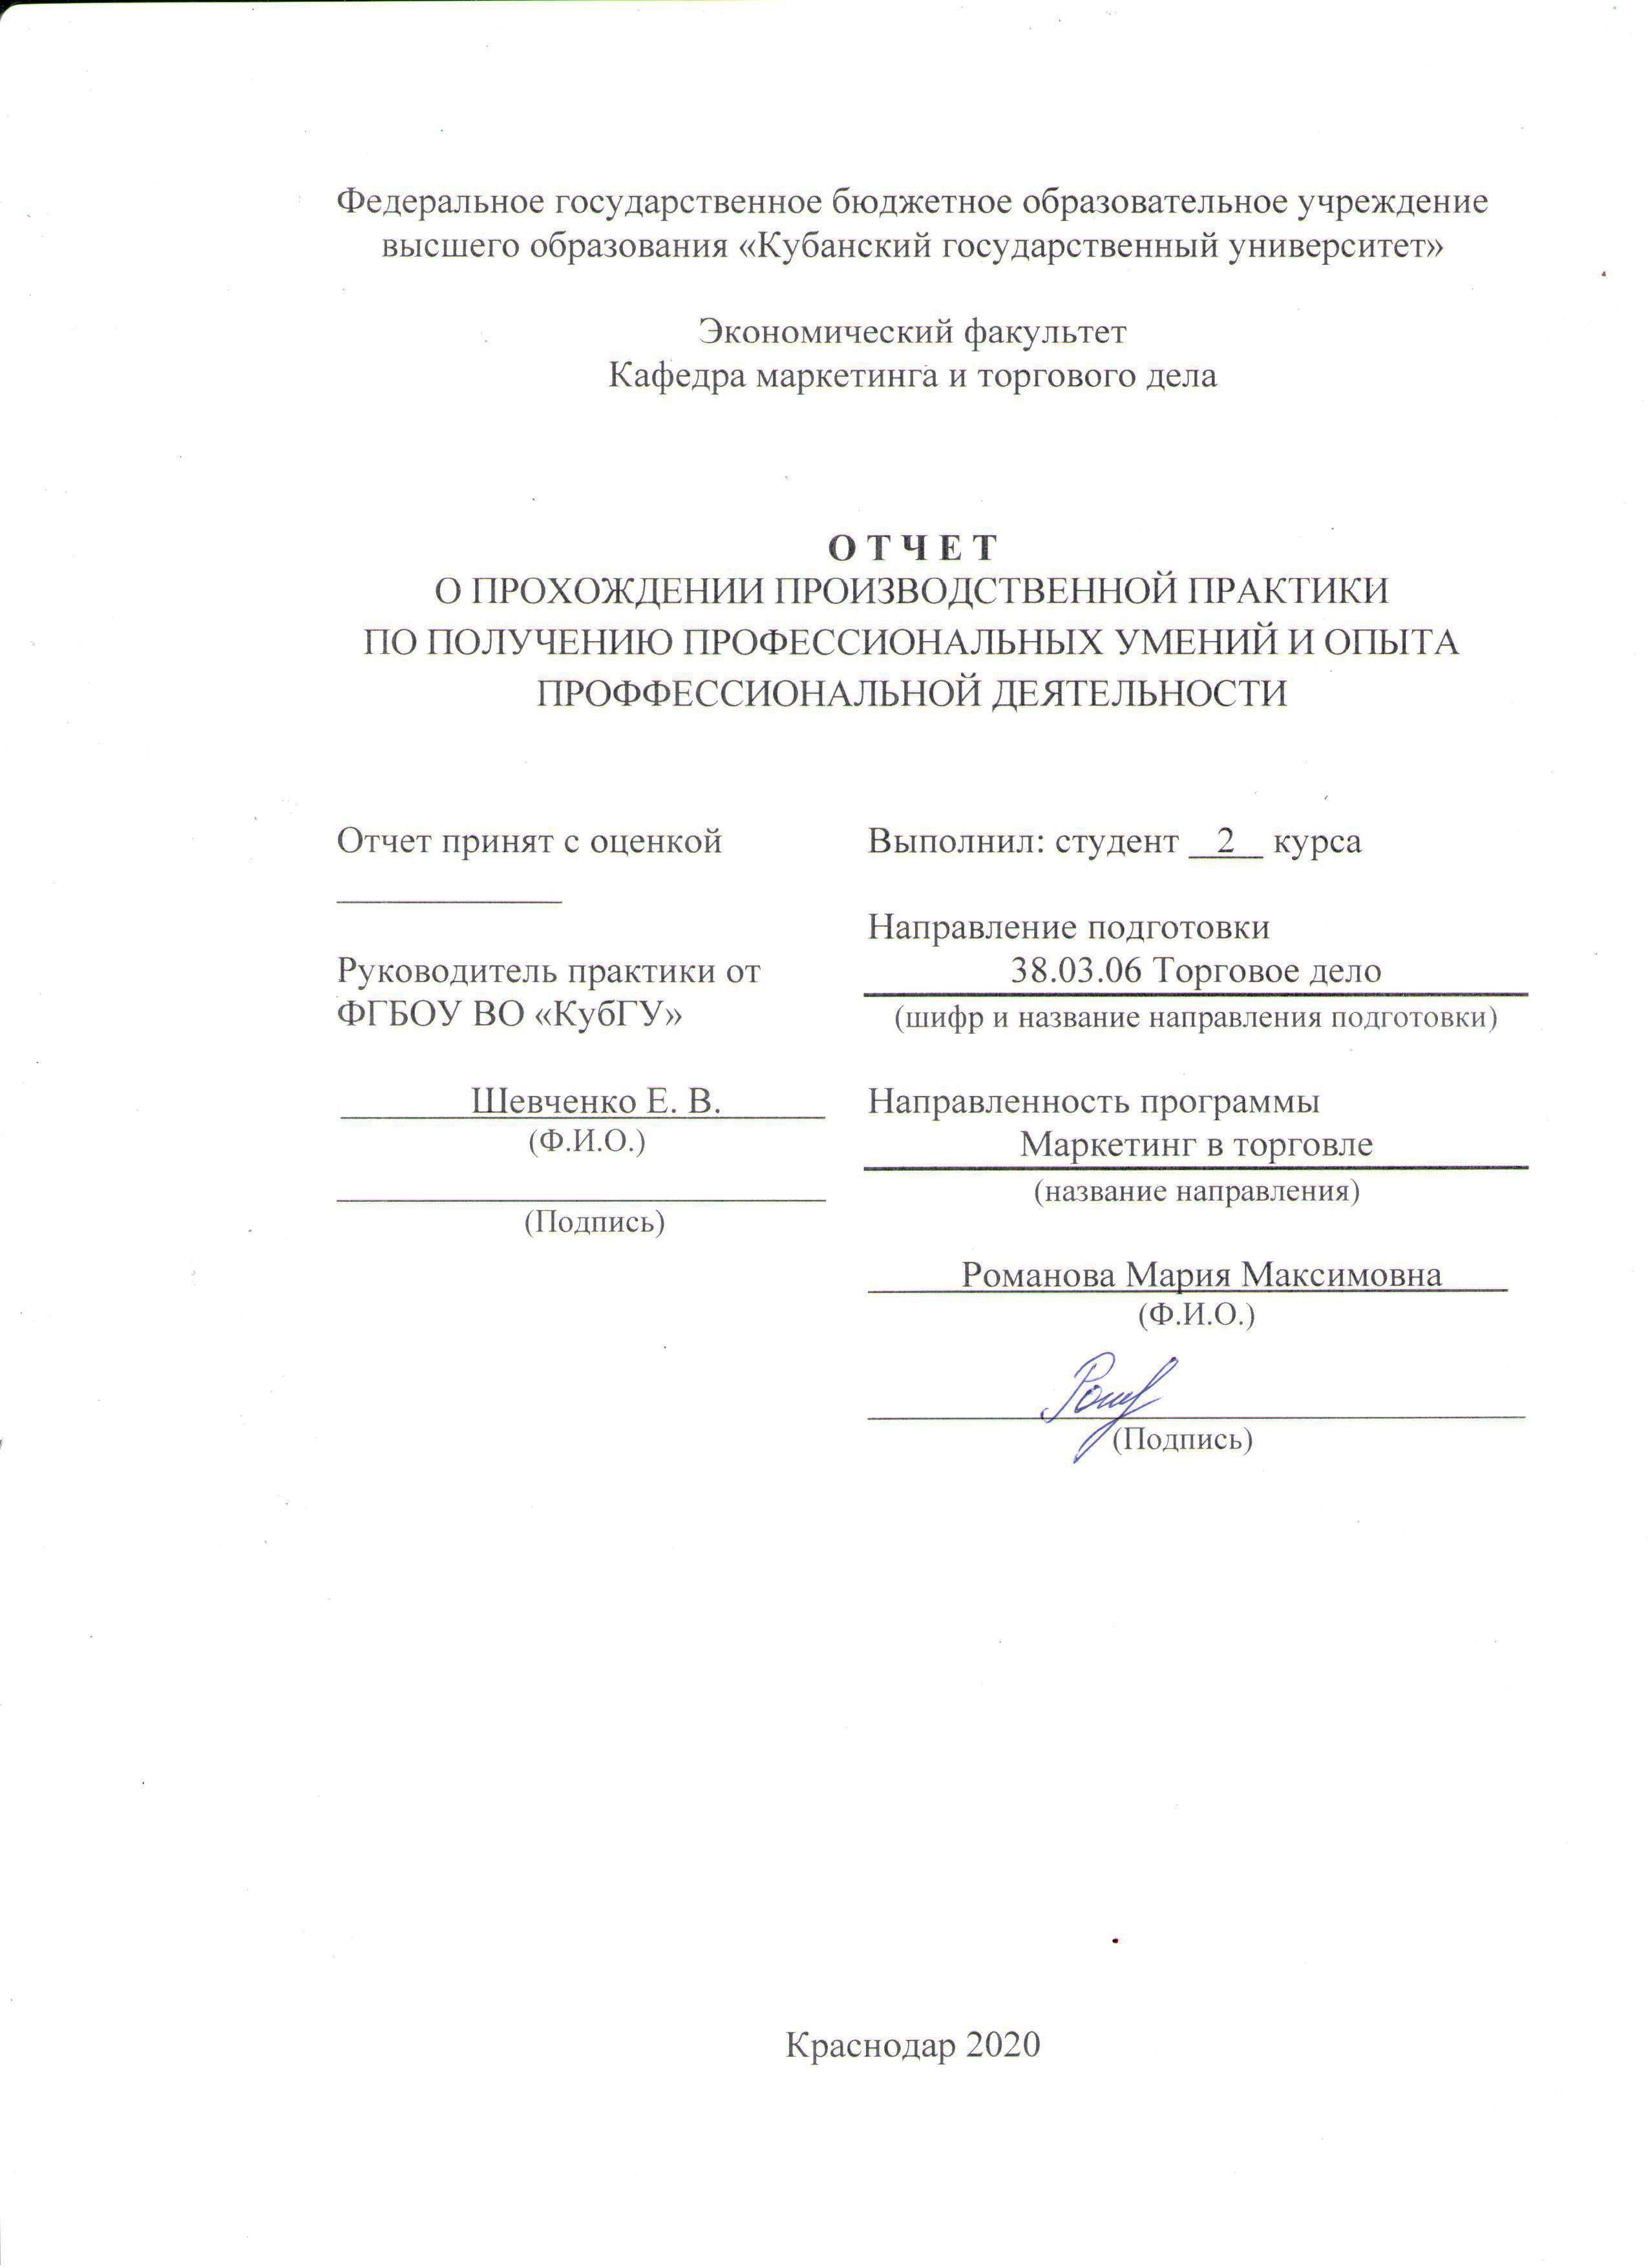 Федеральное государственное бюджетное образовательное учреждение
высшего образования «Кубанский государственный университет»
Экономический факультет
Кафедра маркетинга и торгового дела
О Т Ч Е Т
О ПРОХОЖДЕНИИ ПРОИЗВОДСТВЕННОЙ ПРАКТИКИ
ПО ПОЛУЧЕНИЮ ПРОФЕССИОНАЛЬНЫХ УМЕНИЙ И ОПЫТА
ПРОФФЕССИОНАЛЬНОЙ ДЕЯТЕЛЬНОСТИ
Отчет принят с оценкой
Руководитель практики от
ФГБОУ ВО «КубГУ»
Шевченко Е. В.
(Ф.И.О.)
(Подпись)
Выполнил: студент 2 курса
Направление подготовки
38.03.06 Торговое дело
(шифр и название направления подготовки)
Направленность программы
Маркетинг в торговле
(название направления)
Романова Мария Максимовна
(Ф.И.О.)
(Подпись)
Краснодар 2020